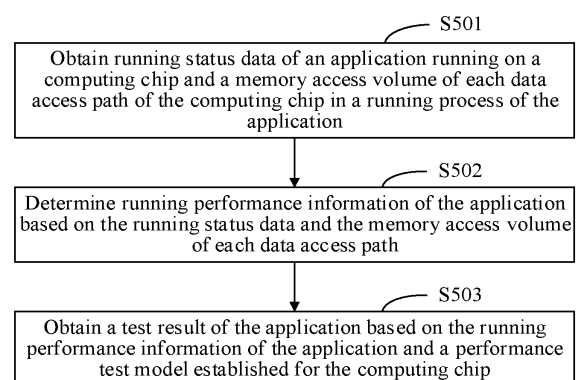 S501
Obtain running status data of an application running on a
computing chip and a memory access volume of each data
access path of the computing chip in a running process of the
application
S502
Determine running performance information of the application
based on the running status data and the memory access volume
of each data access path
S503
Obtain a test result of the application based on the running
performance information of the application and a performance
test model established for the computing chip